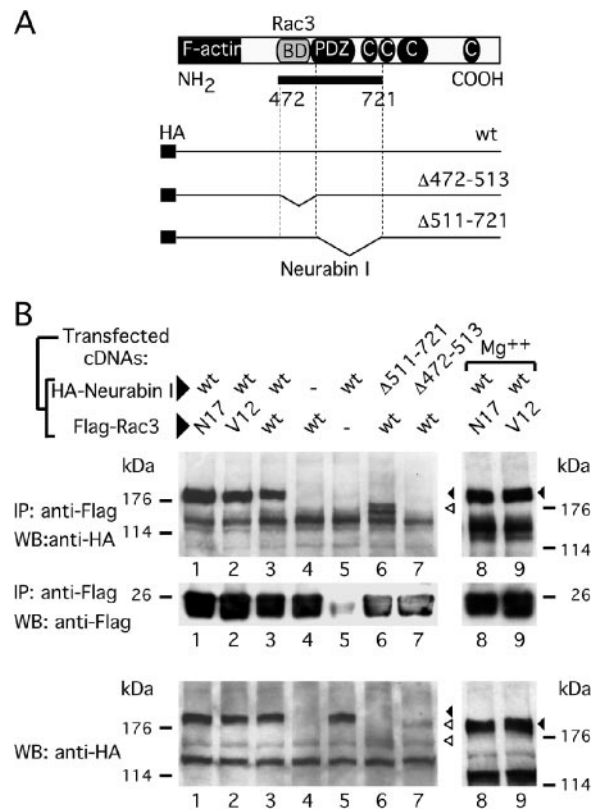 A
Rac3
F-actin BD PDZ C C C C
NH2 COOH
472 721
HA wt
Δ472-513
Δ511-721
Neurabin I
B
Transfected cDNAs: Mg++
HA-Neurabin I wt wt wt - wt Δ511-721 Δ472-513 wt wt
Flag-Rac3 N17 V12 wt wt - wt wt N17 V12
kDa kDa
IP: anti-Flag 176 176
WB:anti-HA 114 114
1 2 3 4 5 6 7 8 9
IP: anti-Flag 26 26
WB: anti-Flag
1 2 3 4 5 6 7 8 9
kDa kDa
176 176
WB: anti-HA
114 114
1 2 3 4 5 6 7 8 9